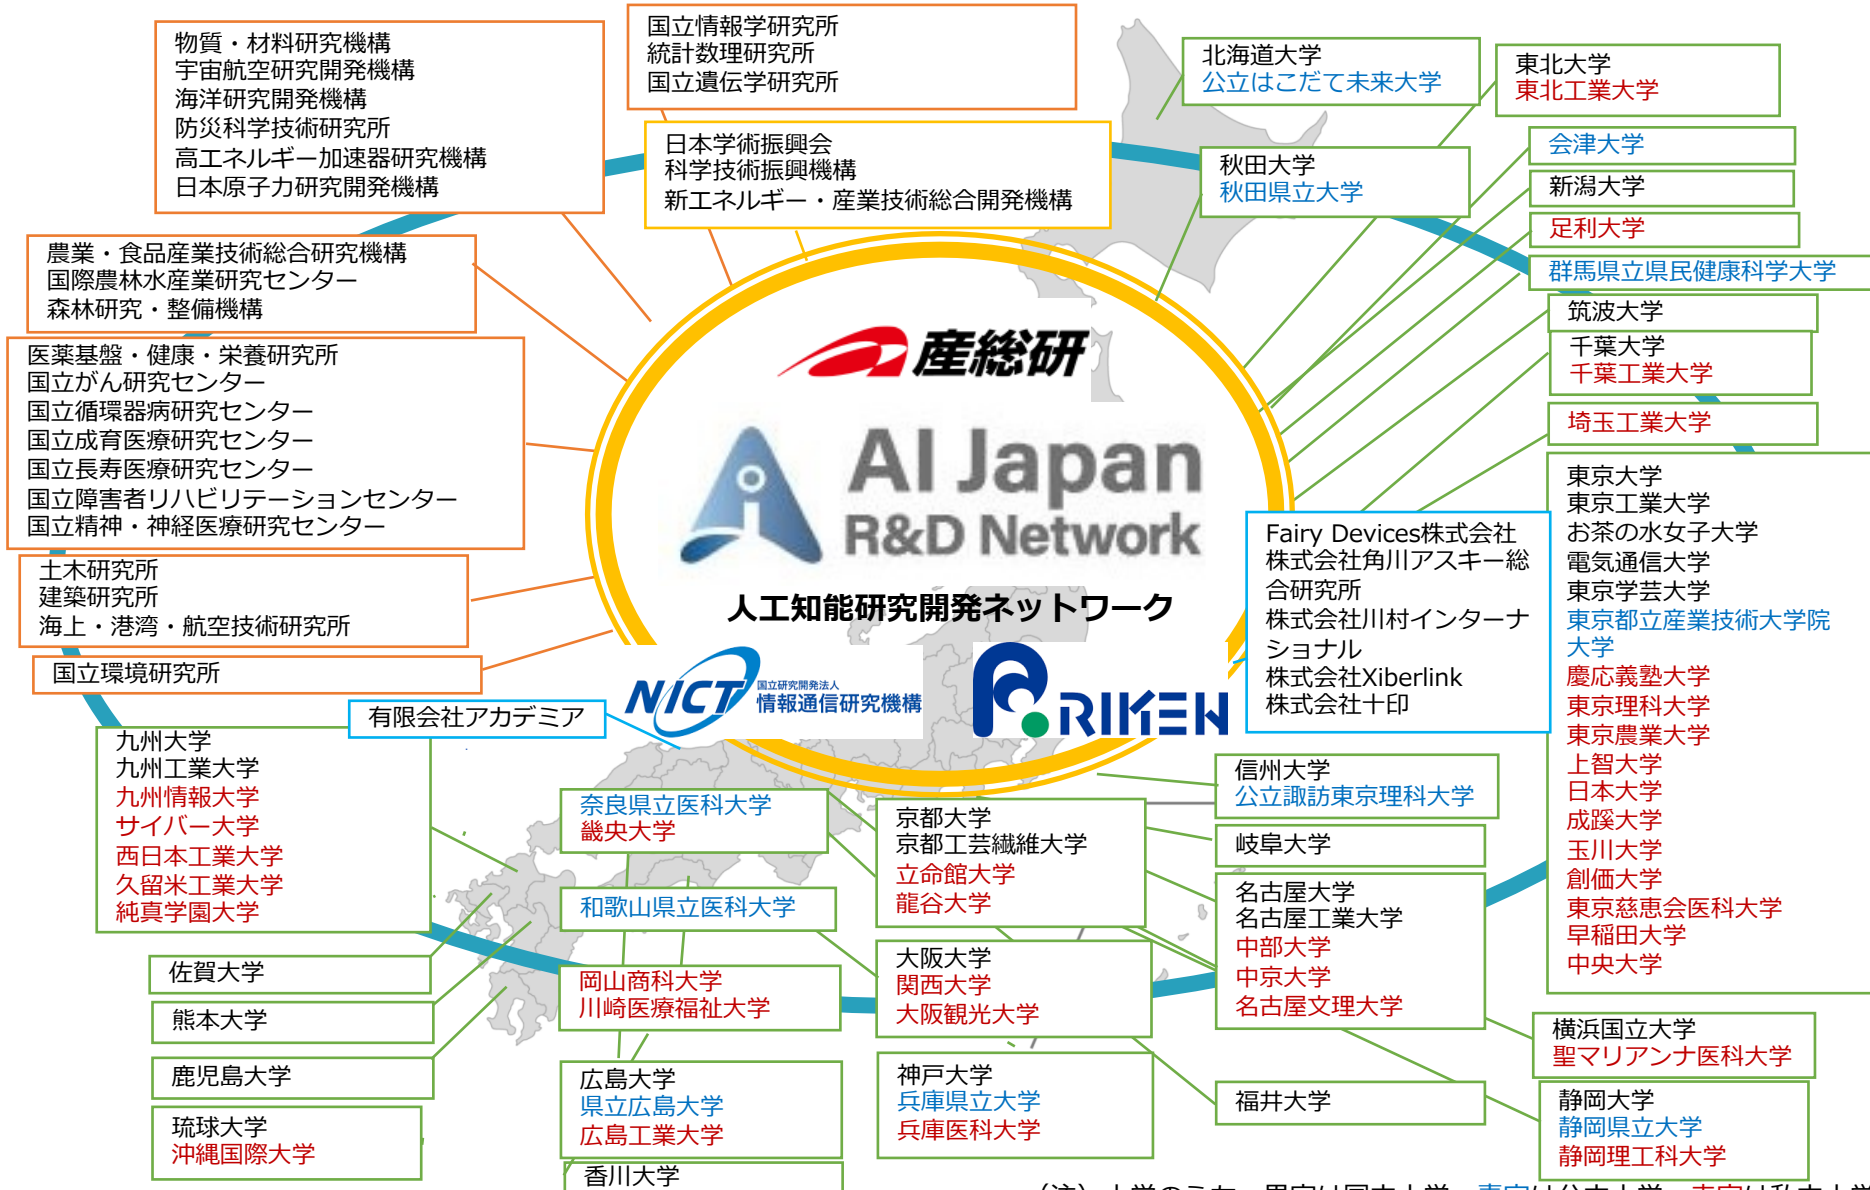 物質・材料研究機構
宇宙航空研究開発機構
海洋研究開発機構
防災科学技術研究所
高エネルギー加速器研究機構
日本原子力研究開発機構
国立情報学研究所
統計数理研究所
国立遺伝学研究所
日本学術振興会
科学技術振興機構
新エネルギー・産業技術総合開発機構
北海道大学
公立はこだて未来大学
東北大学
東北工業大学
秋田大学
秋田県立大学
会津大学
新潟大学
足利大学
群馬県立県民健康科学大学
筑波大学
千葉大学
千葉工業大学
埼玉工業大学
農業・食品産業技術総合研究機構
国際農林水産業研究センター
森林研究・整備機構
医薬基盤・健康・栄養研究所
国立がん研究センター
国立循環器病研究センター
国立成育医療研究センター
国立長寿医療研究センター
国立障害者リハビリテーションセンター
国立精神・神経医療研究センター
土木研究所
建築研究所
海上・港湾・航空技術研究所
国立環境研究所
産総研
AI Japan
R&D Network
人工知能研究開発ネットワーク
NICT
国立研究開発法人
情報通信研究機構
RIKEN
Fairy Devices株式会社
株式会社角川アスキー総
合研究所
株式会社川村インターナ
ショナル
株式会社Xiberlink
株式会社十印
東京大学
東京工業大学
お茶の水女子大学
電気通信大学
東京学芸大学
東京都立産業技術大学院
大学
慶応義塾大学
東京理科大学
東京農業大学
上智大学
日本大学
成蹊大学
玉川大学
創価大学
東京慈恵会医科大学
早稲田大学
中央大学
有限会社アカデミア
九州大学
九州工業大学
九州情報大学
サイバー大学
西日本工業大学
久留米工業大学
純真学園大学
佐賀大学
熊本大学
鹿児島大学
琉球大学
沖縄国際大学
奈良県立医科大学
畿央大学
和歌山県立医科大学
岡山商科大学
川崎医療福祉大学
広島大学
県立広島大学
広島工業大学
香川大学
京都大学
京都工芸繊維大学
立命館大学
龍谷大学
大阪大学
関西大学
大阪観光大学
神戸大学
兵庫県立大学
兵庫医科大学
信州大学
公立諏訪東京理科大学
岐阜大学
名古屋大学
名古屋工業大学
中部大学
中京大学
名古屋文理大学
福井大学
横浜国立大学
聖マリアンナ医科大学
静岡大学
静岡県立大学
静岡理工科大学
（注）大学のうち、黒字は国立大学、青字は公立大学、赤字は私立大学